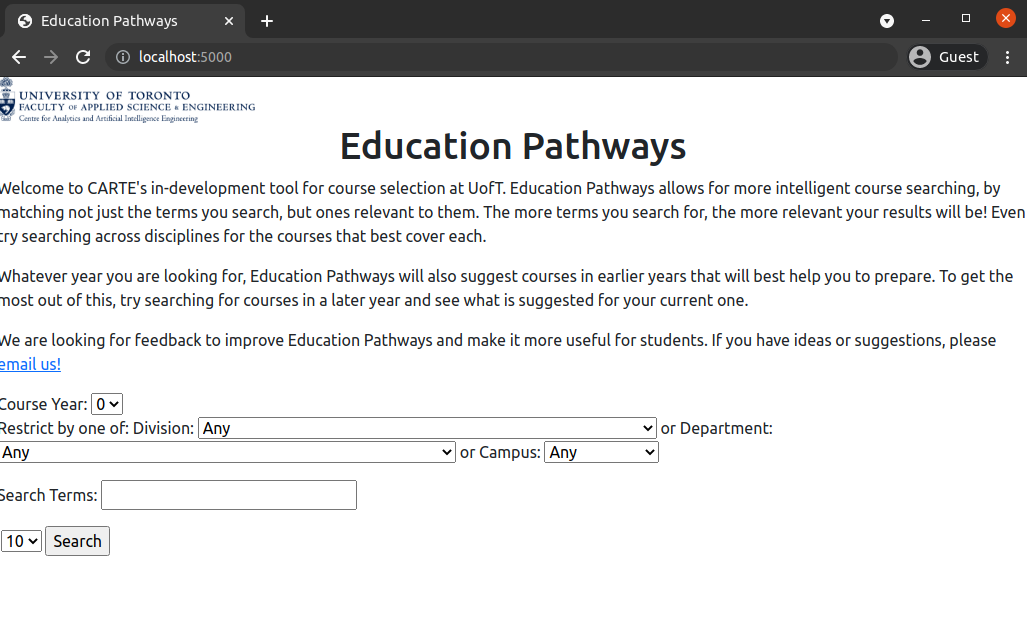 Education Pathways
localhost:5000
Guest
UNIVERSITY OF TORONTO
FACULTY OF APPLIED SCIENCE & ENGINEERING
Centre for Analytics and Artificial Intelligence Engineering
Education Pathways
Welcome to CARTE's in-development tool for course selection at UofT. Education Pathways allows for more intelligent course searching, by
matching not just the terms you search, but ones relevant to them. The more terms you search for, the more relevant your results will be! Even
try searching across disciplines for the courses that best cover each.
Whatever year you are looking for, Education Pathways will also suggest courses in earlier years that will best help you to prepare. To get the
most out of this, try searching for courses in a later year and see what is suggested for your current one.
We are looking for feedback to improve Education Pathways and make it more useful for students. If you have ideas or suggestions, please
email us!
Course Year: 0
Restrict by one of: Division: Any or Department:
Any or Campus: Any
Search Terms:
10 Search